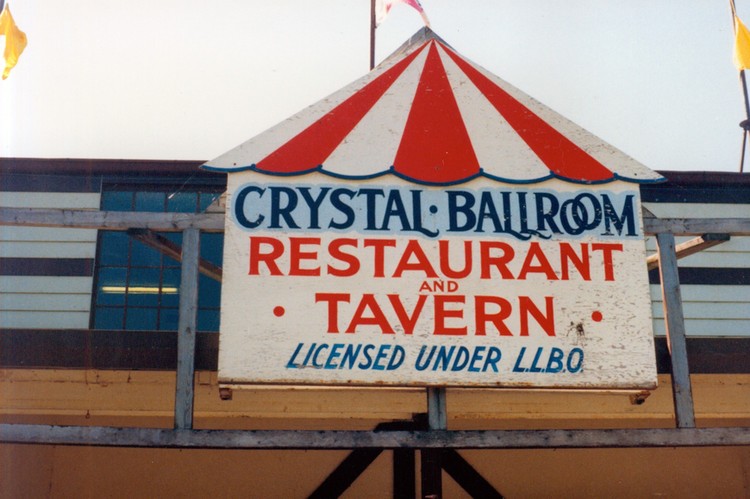 CRYSTAL · BALLROOM
RESTAURANT
AND
· TAVERN ·
LICENSED UNDER L.L.B.O.